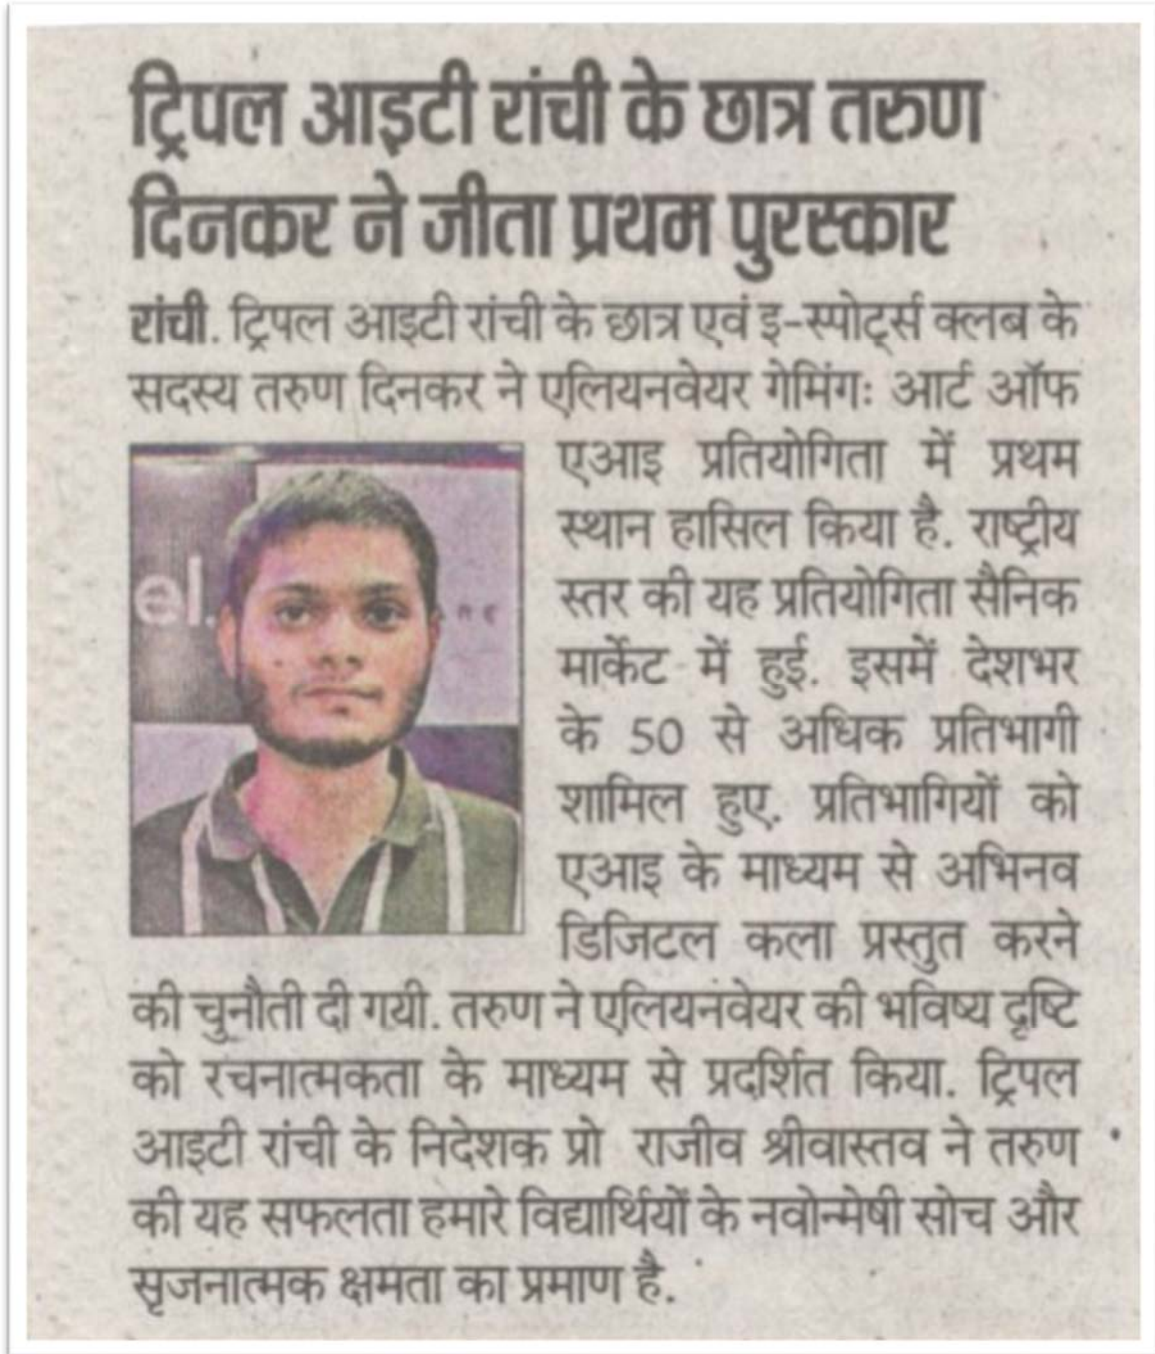 ट्रिपल आइटी रांची के छात्र तरुण
दिनकर ने जीता प्रथम पुरस्कार
रांची. ट्रिपल आइटी रांची के छात्र एवं इ-स्पोर्ट्स क्लब के
सदस्य तरुण दिनकर ने एलियनवेयर गेमिंगः आर्ट ऑफ
एआइ प्रतियोगिता में प्रथम
स्थान हासिल किया है. राष्ट्रीय
स्तर की यह प्रतियोगिता सैनिक
मार्केट में हुई. इसमें देशभर
के 50 से अधिक प्रतिभागी
शामिल हुए. प्रतिभागियों को
एआइ के माध्यम से अभिनव
डिजिटल कला प्रस्तुत करने
की चुनौती दी गयी. तरुण ने एलियनवेयर की भविष्य दृष्टि
को रचनात्मकता के माध्यम से प्रदर्शित किया. ट्रिपल
आइटी रांची के निदेशक प्रो राजीव श्रीवास्तव ने तरुण
की यह सफलता हमारे विद्यार्थियों के नवोन्मेषी सोच और
सृजनात्मक क्षमता का प्रमाण है.
el.